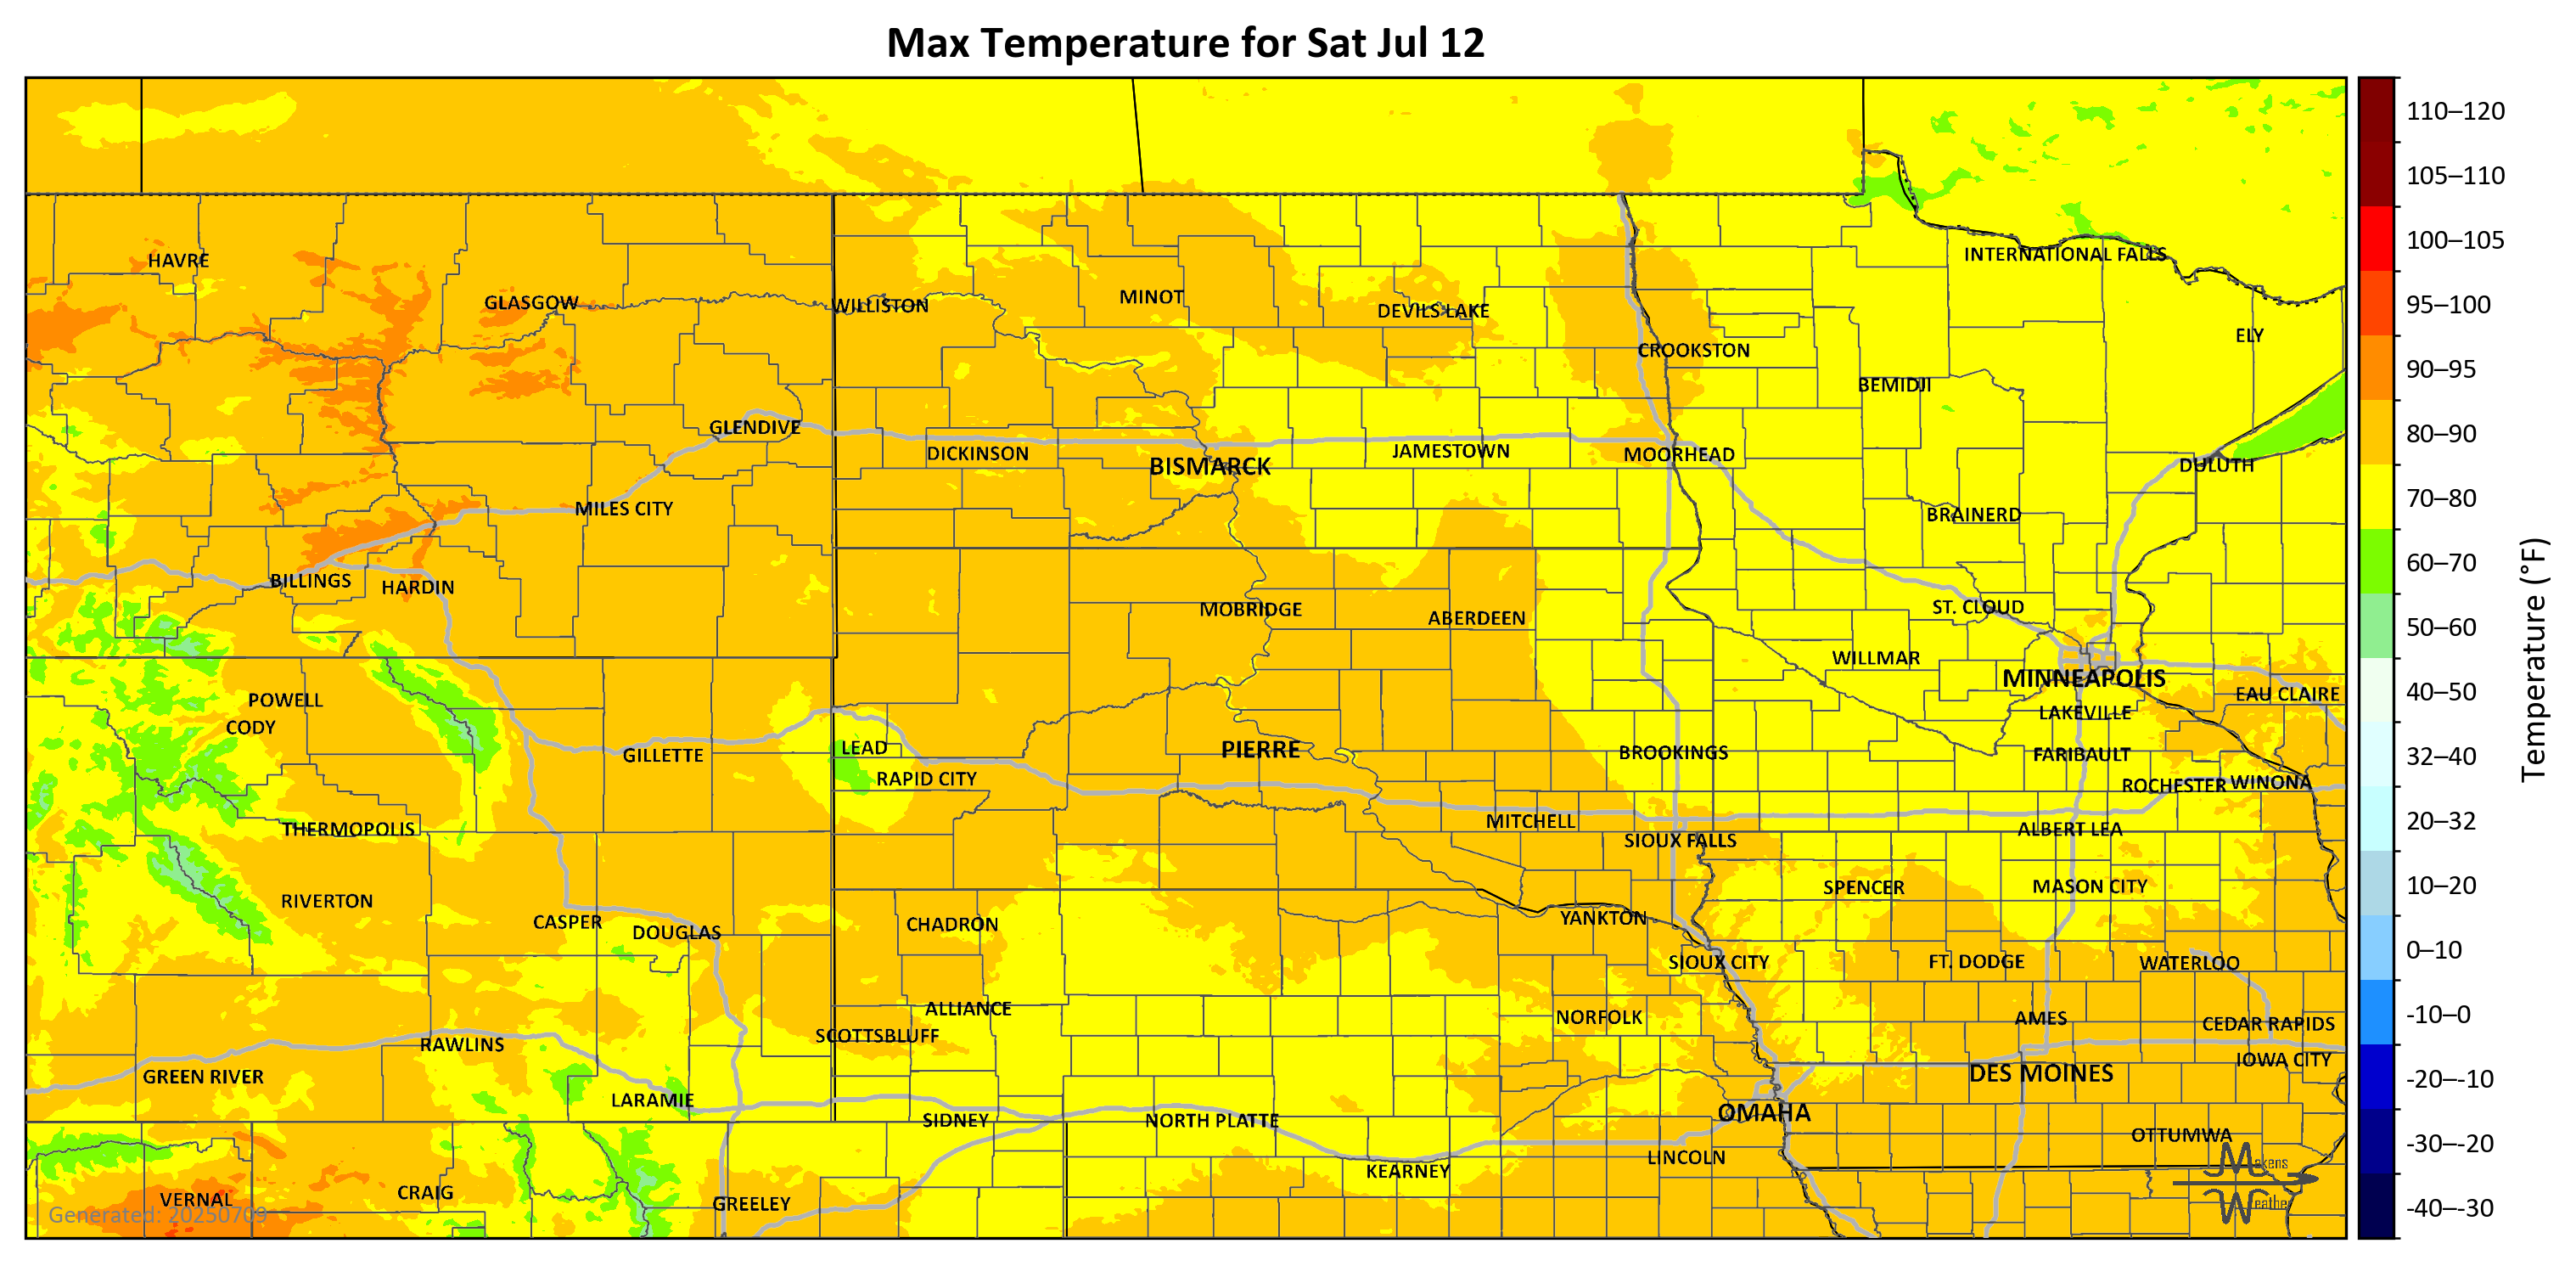 Max Temperature for Sat Jul 12
110–120
105–110
100–105
95–100
90–95
80–90
70–80
60–70
50–60
40–50
32–40
20–32
10–20
0–10
-10–0
-20–-10
-30–-20
-40–-30
Temperature (°F)
HAVRE
INTERNATIONAL FALLS
GLASGOW
WILLISTON
MINOT
DEVILS LAKE
ELY
CROOKSTON
BEMIDJI
GLENDIVE
DICKINSON
BISMARCK
JAMESTOWN
MOORHEAD
DULUTH
MILES CITY
BRAINERD
BILLINGS
HARDIN
MOBRIDGE
ABERDEEN
ST. CLOUD
WILLMAR
MINNEAPOLIS
POWELL
EAU CLAIRE
CODY
LAKEVILLE
GILLETTE
LEAD
PIERRE
BROOKINGS
FARIBAULT
RAPID CITY
ROCHESTER
WINONA
THERMOPOLIS
MITCHELL
SIOUX FALLS
ALBERT LEA
RIVERTON
SPENCER
MASON CITY
CASPER
DOUGLAS
CHADRON
YANKTON
SIOUX CITY
FT. DODGE
WATERLOO
ALLIANCE
NORFOLK
AMES
CEDAR RAPIDS
RAWLINS
SCOTTSBLUFF
IOWA CITY
GREEN RIVER
DES MOINES
LARAMIE
SIDNEY
NORTH PLATTE
OMAHA
OTTUMWA
KEARNEY
LINCOLN
VERNAL
CRAIG
GREELEY
Makens
Weather
Generated: 20250709